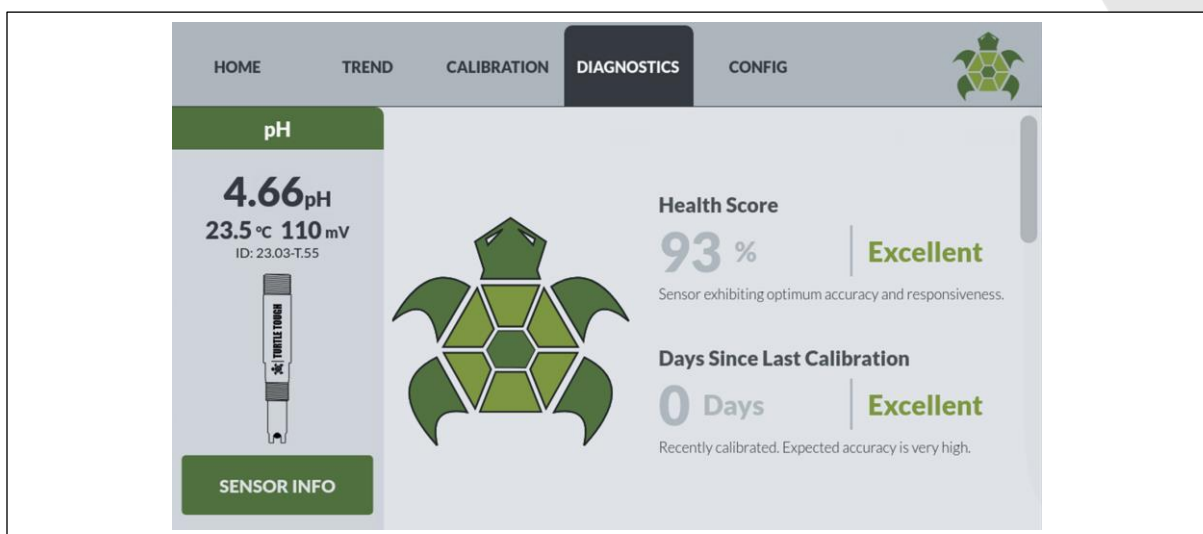 HOME TREND CALIBRATION DIAGNOSTICS CONFIG
pH
4.66 pH
23.5 °C 110 mV
ID: 23.03-T.55
TURTLE TOUGH
SENSOR INFO
Health Score
93 % Excellent
Sensor exhibiting optimum accuracy and responsiveness.
Days Since Last Calibration
0 Days Excellent
Recently calibrated. Expected accuracy is very high.